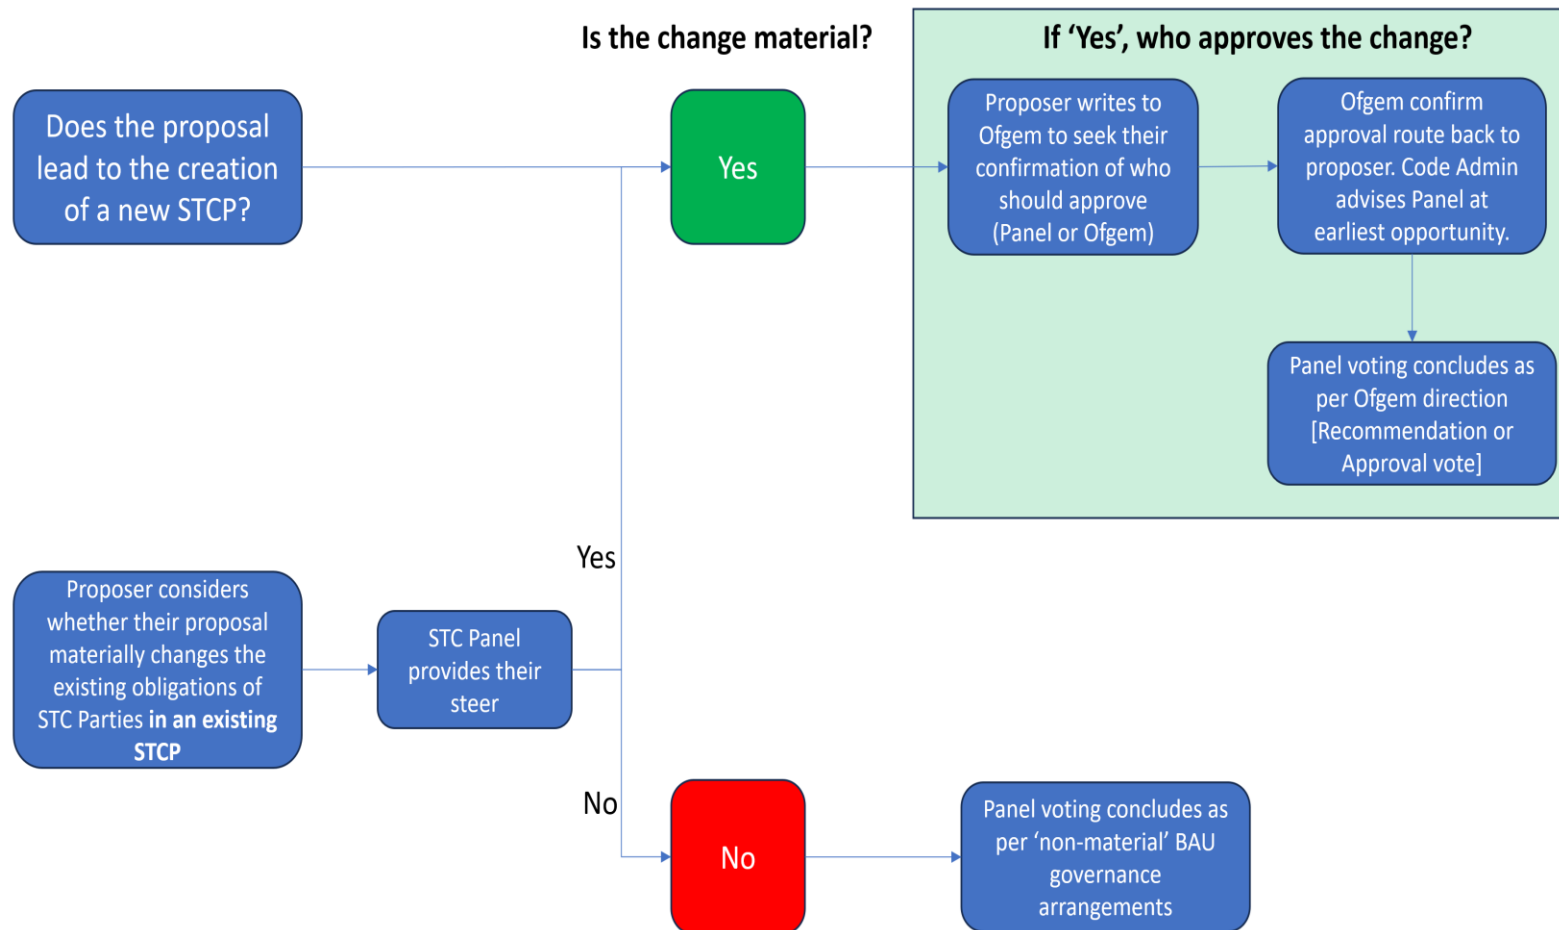 Is the change material?
If ‘Yes’, who approves the change?
Does the proposal
lead to the creation
of a new STCP?
Yes
Proposer writes to
Ofgem to seek their
confirmation of who
should approve
(Panel or Ofgem)
Ofgem confirm
approval route back to
proposer. Code Admin
advises Panel at
earliest opportunity.
Panel voting concludes as
per Ofgem direction
[Recommendation or
Approval vote]
Yes
Proposer considers
whether their proposal
materially changes the
existing obligations of
STC Parties in an existing
STCP
STC Panel
provides their
steer
No
No
Panel voting concludes as
per ‘non-material’ BAU
governance
arrangements